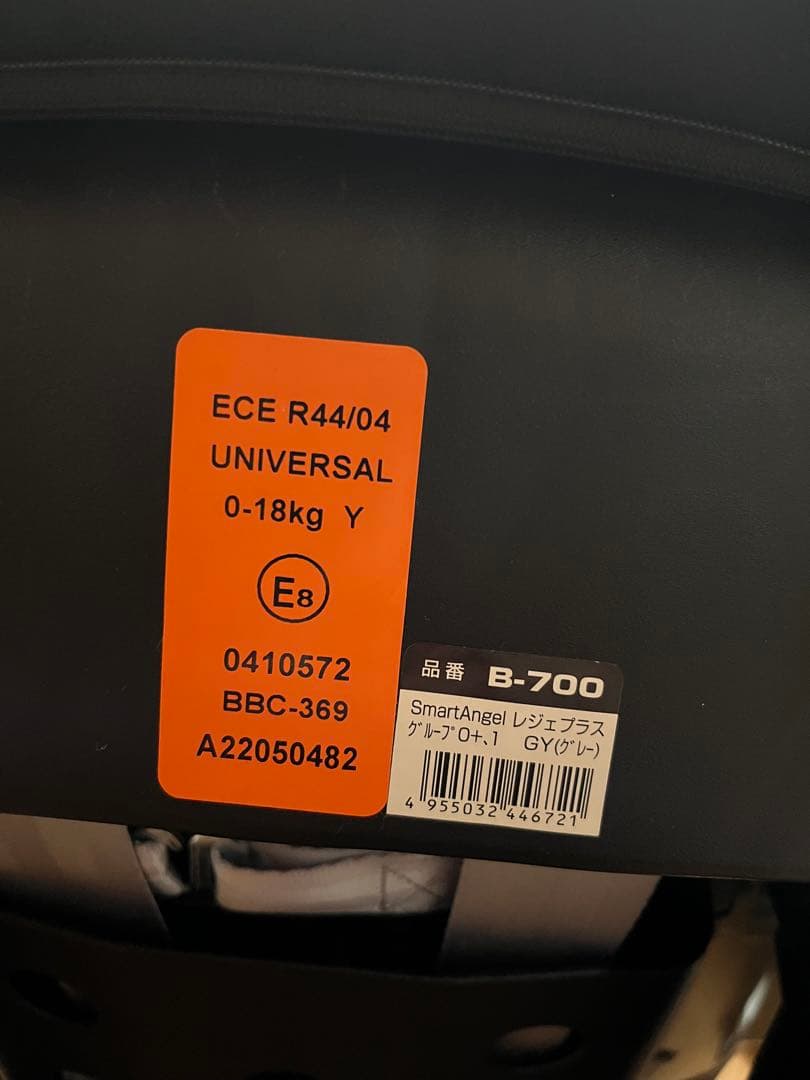 ECE R44/04
UNIVERSAL
0-18kg Y
E8
0410572
BBC-369
A22050482
品番 B-700
SmartAngel レジェプラス
ｸﾞﾙｰﾌﾟ0+､1 GY(ｸﾞﾚｰ)
4 955032 446721